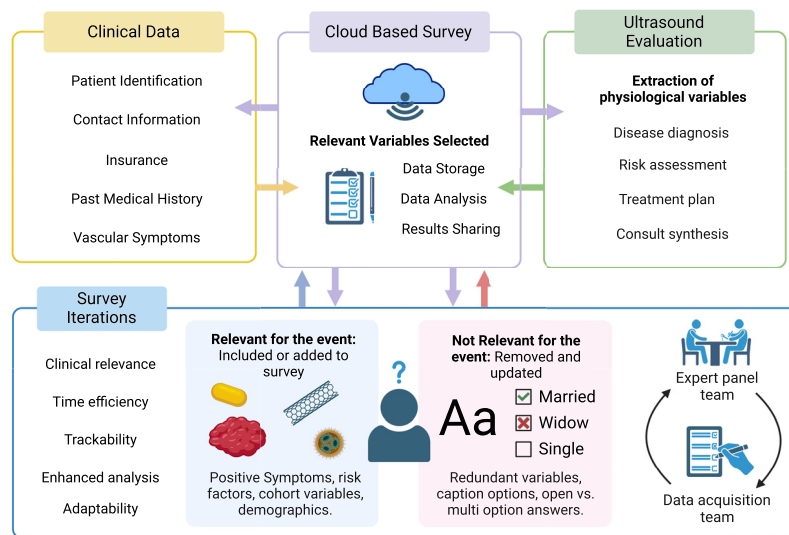 Clinical Data
Patient Identification
Contact Information
Insurance
Past Medical History
Vascular Symptoms
Cloud Based Survey
Relevant Variables Selected
Data Storage
Data Analysis
Results Sharing
Ultrasound
Evaluation
Extraction of
physiological variables
Disease diagnosis
Risk assessment
Treatment plan
Consult synthesis
Survey
Iterations
Clinical relevance
Time efficiency
Trackability
Enhanced analysis
Adaptability
Relevant for the event:
Included or added to
survey
Positive Symptoms, risk
factors, cohort variables,
demographics.
?
Not Relevant for the
event: Removed and
updated
Aa
Married
Widow
Single
Redundant variables,
caption options, open vs.
multi option answers.
Expert panel
team
Data acquisition
team